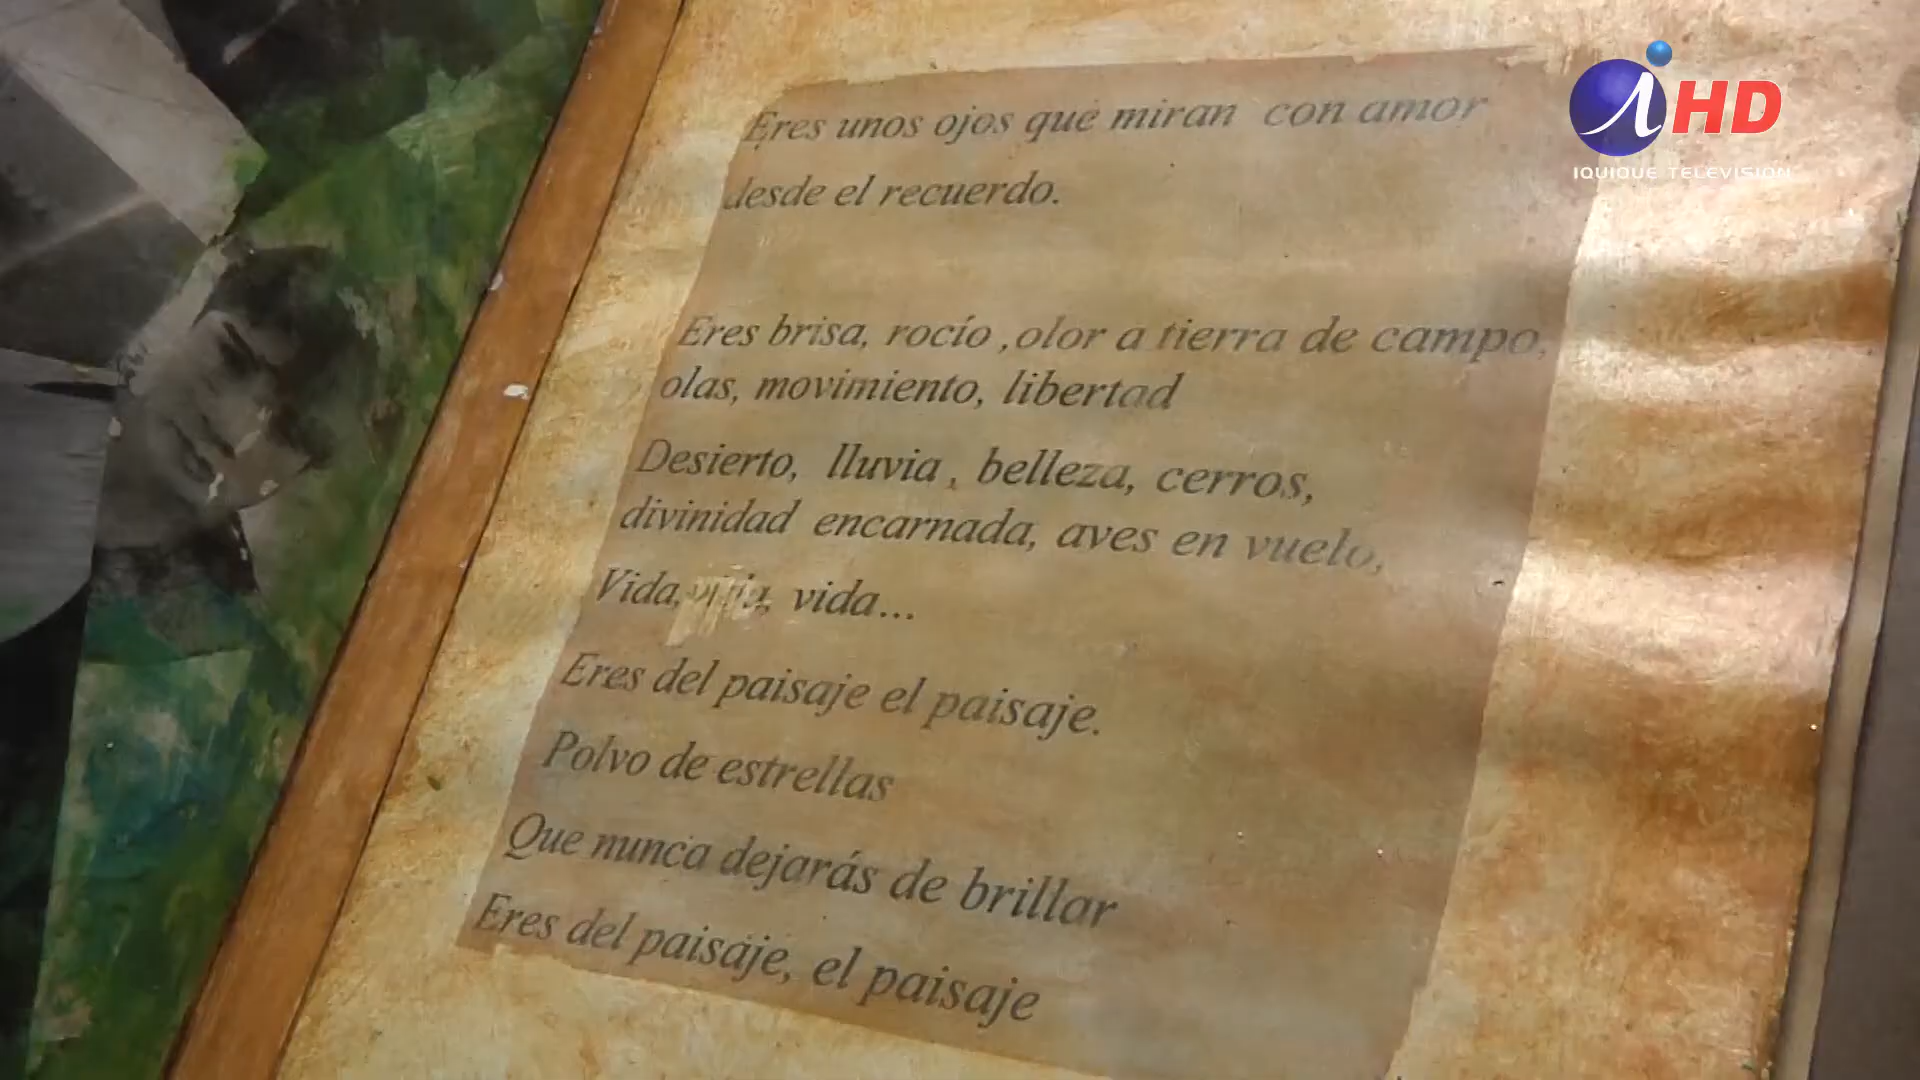 Eres unos ojos que miran con amor
desde el recuerdo.
Eres brisa, rocío ,olor a tierra de campo,
olas, movimiento, libertad
Desierto, lluvia , belleza, cerros,
divinidad encarnada, aves en vuelo,
Vida, vida, vida...
Eres del paisaje el paisaje.
Polvo de estrellas
Que nunca dejarás de brillar
Eres del paisaje, el paisaje
HD
IQUIQUE TELEVISION